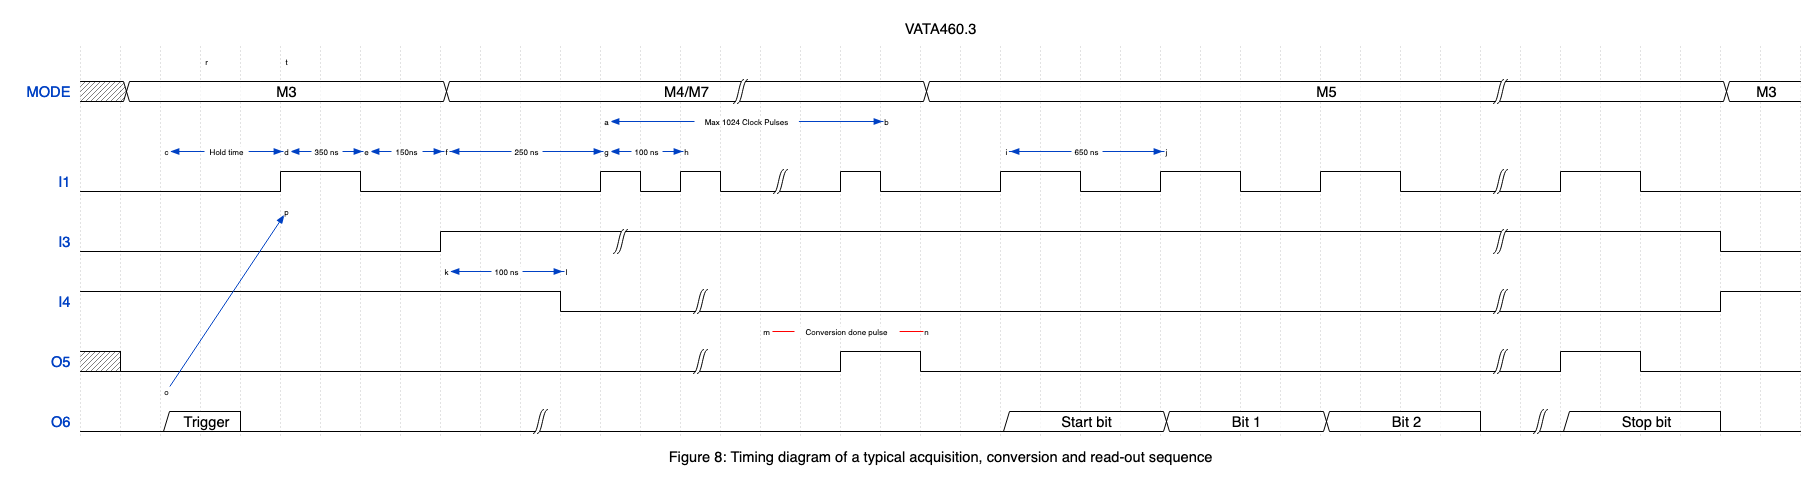 VATA460.3
r t
MODE M3 M4/M7 M5 M3
a Max 1024 Clock Pulses b
c Hold time d 350 ns e 150ns f 250 ns g 100 ns h i 650 ns j
I1
p
I3
k 100 ns l
I4
m Conversion done pulse n
O5
o
O6 Trigger Start bit Bit 1 Bit 2 Stop bit
Figure 8: Timing diagram of a typical acquisition, conversion and read-out sequence